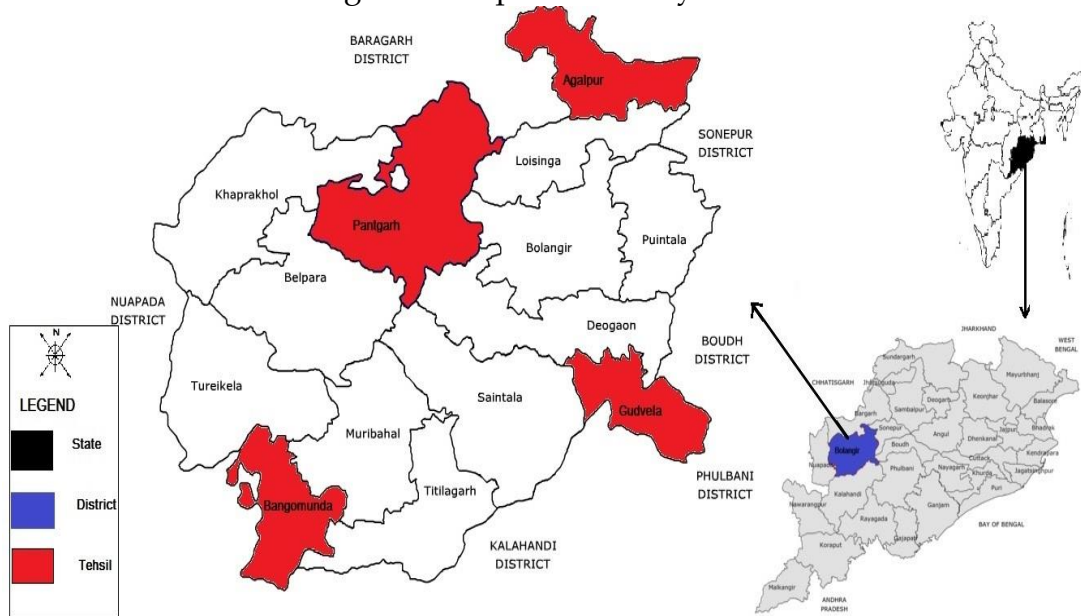 BARAGARH
DISTRICT
Agalpur
SONEPUR
DISTRICT
Loisinga
Khaprakhol
Pantgarh
Bolangir
Puintala
Belpara
NUAPADA
DISTRICT
Deogaon
BOUDH
DISTRICT
Tureikela
Saintala
Gudvela
Muribahal
PHULBANI
DISTRICT
Bangomunda
Titilagarh
KALAHANDI
DISTRICT
N
LEGEND
State
District
Tehsil
JHARKHAND
WEST
BENGAL
CHHATISGARH
Sundergarh
Mayurbhanj
Deogarh
Keonjhar
Balasore
Bargarh
Sambalpur
Sonepur
Angul
Jajpur
Bhadrak
Dhenkanal
Kendrapara
Bolangir
Boudh
Cuttack
Jagatsinghpur
Nuapada
Phulbani
Nayagarh
Khurda
Puri
Kalahandi
Nawarangpur
Ganjam
Rayagada
Gajapati
BAY OF BENGAL
Koraput
Malkangiri
ANDHRA
PRADESH